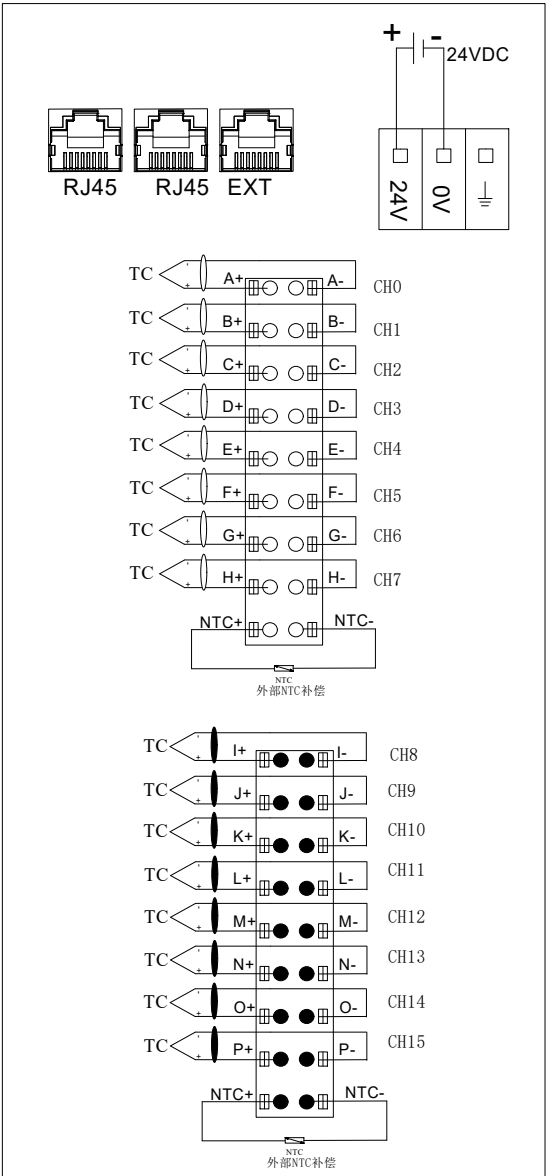 + -
24VDC
RJ45 RJ45 EXT
24V 0V
TC A+ A- CH0
TC B+ B- CH1
TC C+ C- CH2
TC D+ D- CH3
TC E+ E- CH4
TC F+ F- CH5
TC G+ G- CH6
TC H+ H- CH7
NTC+ NTC-
NTC
外部NTC补偿
TC I+ I- CH8
TC J+ J- CH9
TC K+ K- CH10
TC L+ L- CH11
TC M+ M- CH12
TC N+ N- CH13
TC O+ O- CH14
TC P+ P- CH15
NTC+ NTC-
NTC
外部NTC补偿